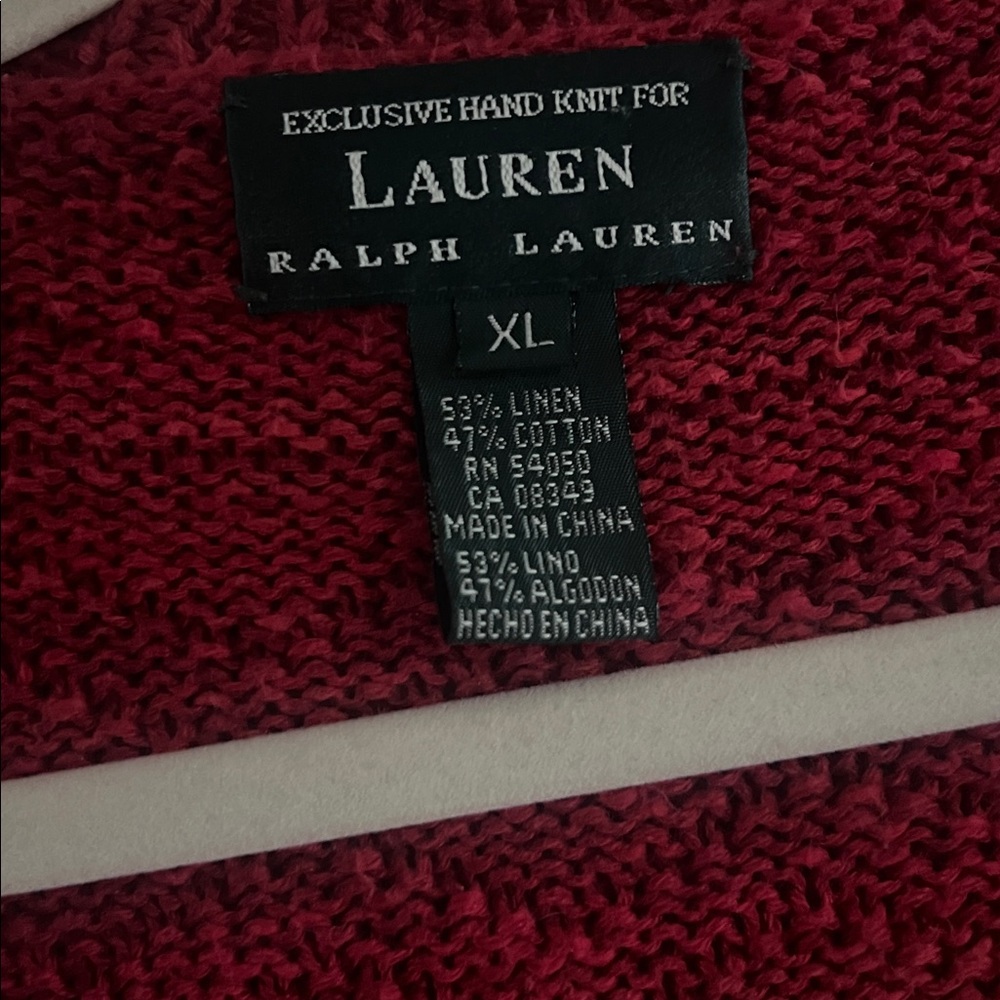 EXCLUSIVE HAND KNIT FOR
LAUREN
RALPH LAUREN
XL
53% LINEN
47% COTTON
RN 54050
CA 08349
MADE IN CHINA
53% LINO
47% ALGODON
HECHO EN CHINA